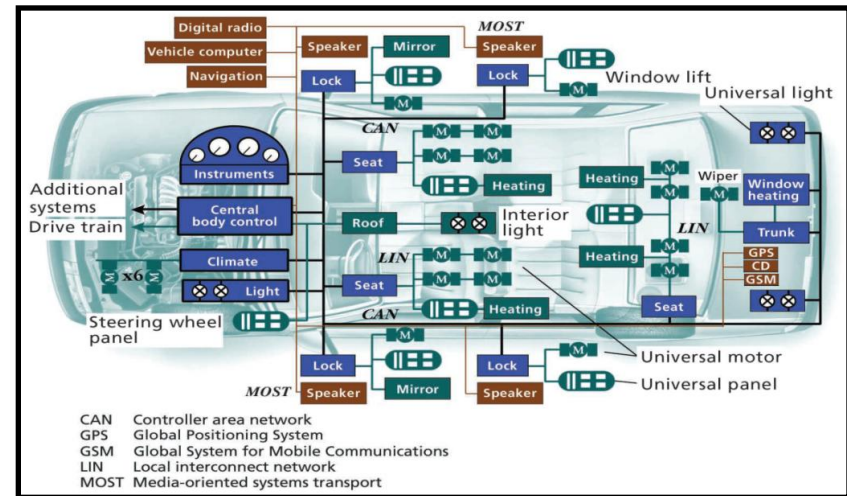 Digital radio
MOST
Vehicle computer
Speaker
Mirror
Speaker
Navigation
Lock
Lock
Window lift
M
M
Universal light
CAN
M
M
Instruments
Seat
M
M
Heating
Heating
M
M
Wiper
M
Window
heating
Additional
systems
Drive train
Central
body control
Roof
Interior
light
LIN
Trunk
Climate
LIN
M
M
Heating
M
M
GPS
CD
GSM
M
x6
M
Light
Seat
M
M
Heating
Seat
Steering wheel
panel
CAN
M
M
Lock
Lock
Universal motor
MOST
Speaker
Mirror
Speaker
Universal panel
CAN Controller area network
GPS Global Positioning System
GSM Global System for Mobile Communications
LIN Local interconnect network
MOST Media-oriented systems transport